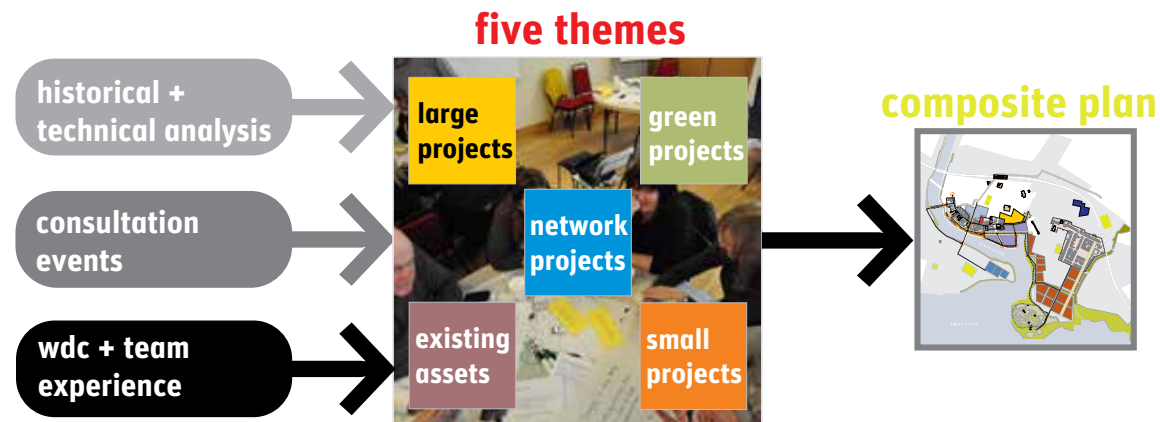 five themes
historical +
technical analysis
consultation
events
wdc + team
experience
large
projects
green
projects
network
projects
existing
assets
small
projects
composite plan